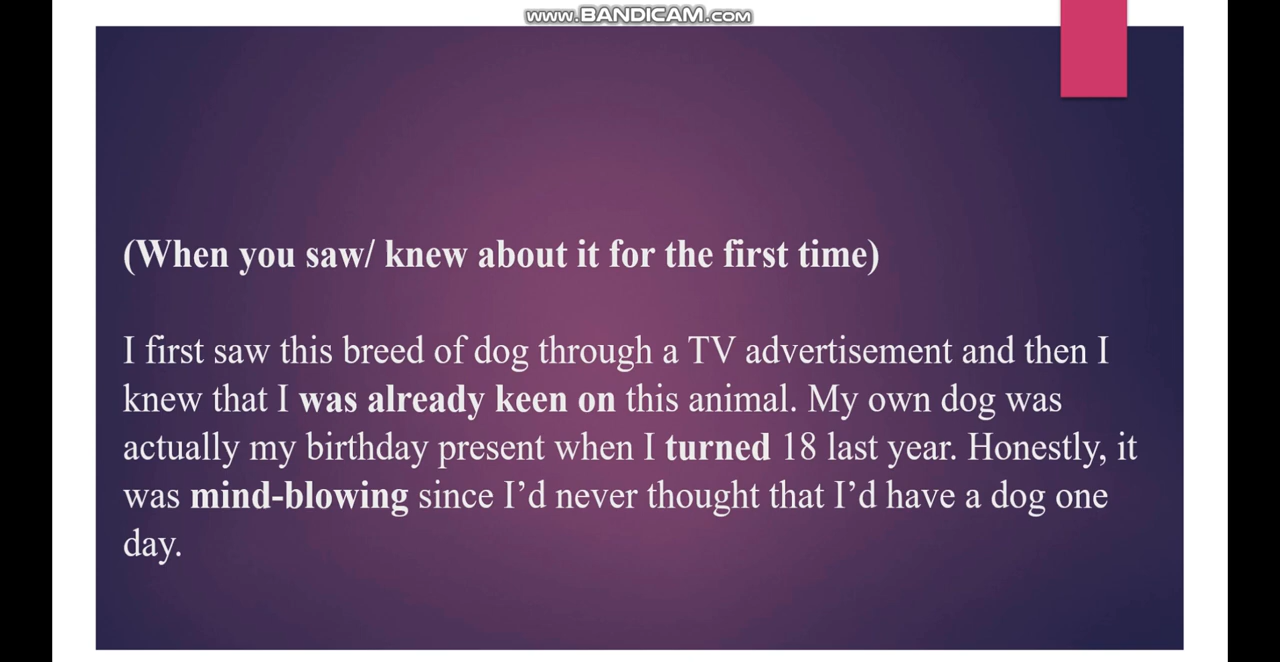 www.BANDICAM.com
(When you saw/ knew about it for the first time)
I first saw this breed of dog through a TV advertisement and then I
knew that I was already keen on this animal. My own dog was
actually my birthday present when I turned 18 last year. Honestly, it
was mind-blowing since I’d never thought that I’d have a dog one
day.